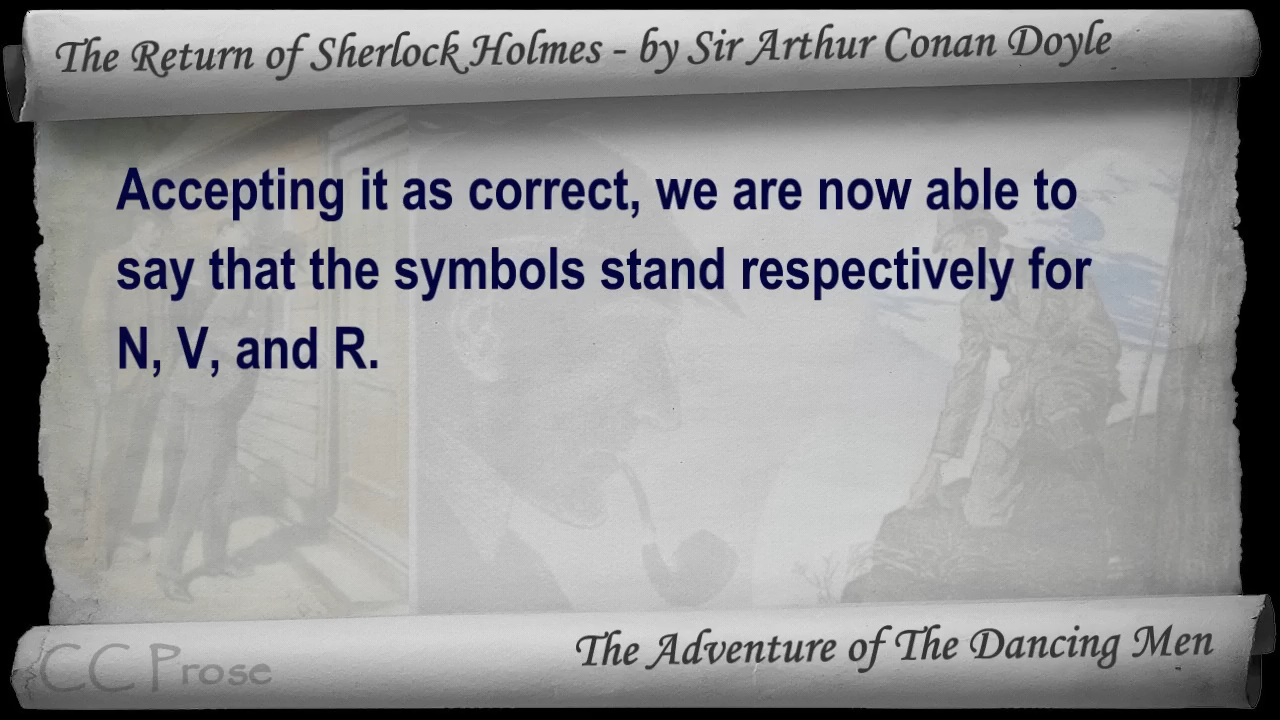 The Return of Sherlock Holmes - by Sir Arthur Conan Doyle
Accepting it as correct, we are now able to
say that the symbols stand respectively for
N, V, and R.
The Adventure of The Dancing Men
CC Prose